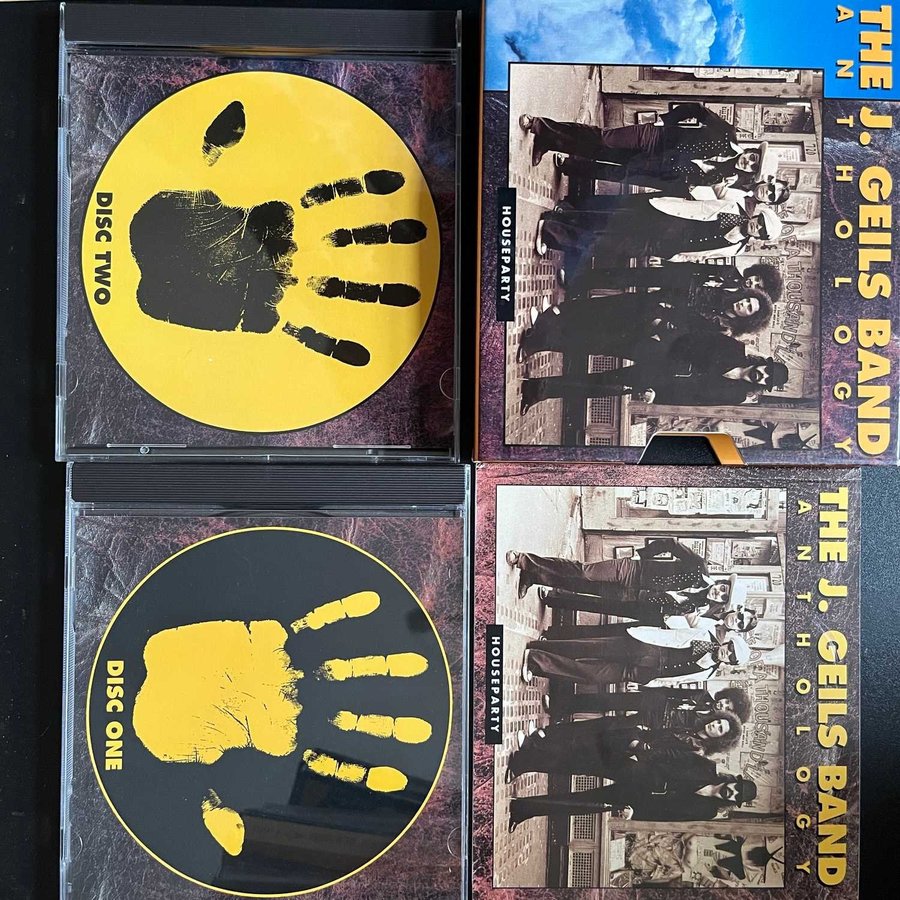 THE J. GEILS BAND
ANTHOLOGY
HOUSEPARTY
DISC TWO
THE J. GEILS BAND
ANTHOLOGY
HOUSEPARTY
DISC ONE